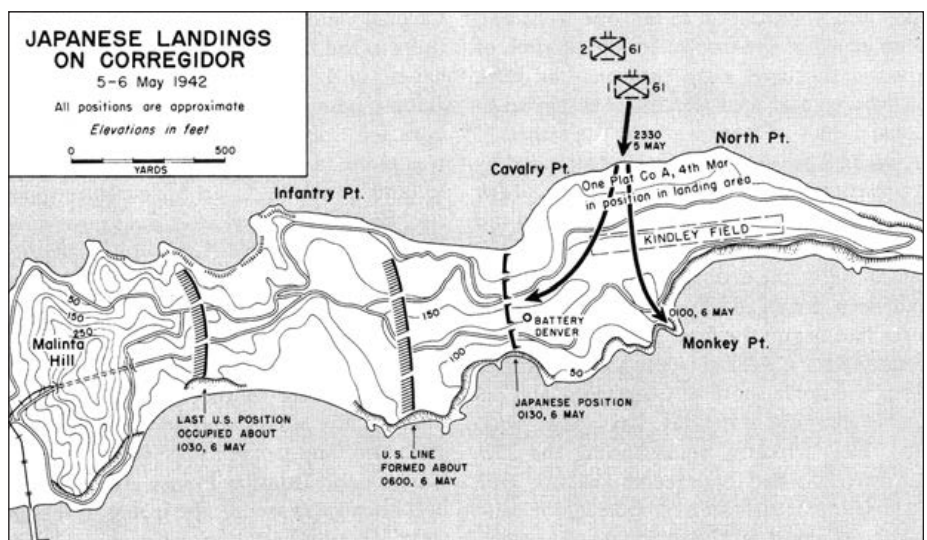 JAPANESE LANDINGS
ON CORREGIDOR
5-6 May 1942
All positions are approximate
Elevations in feet
0 500
YARDS
2 61
1 61
2330
5 MAY
North Pt.
Cavalry Pt.
One Plat Co A, 4th Mar
in position in landing area
Infantry Pt.
KINDLEY FIELD
50
150
250
Malinta
Hill
150
BATTERY
DENVER
100
50
0100, 6 MAY
Monkey Pt.
JAPANESE POSITION
0130, 6 MAY
LAST U.S. POSITION
OCCUPIED ABOUT
1030, 6 MAY
U.S. LINE
FORMED ABOUT
0600, 6 MAY